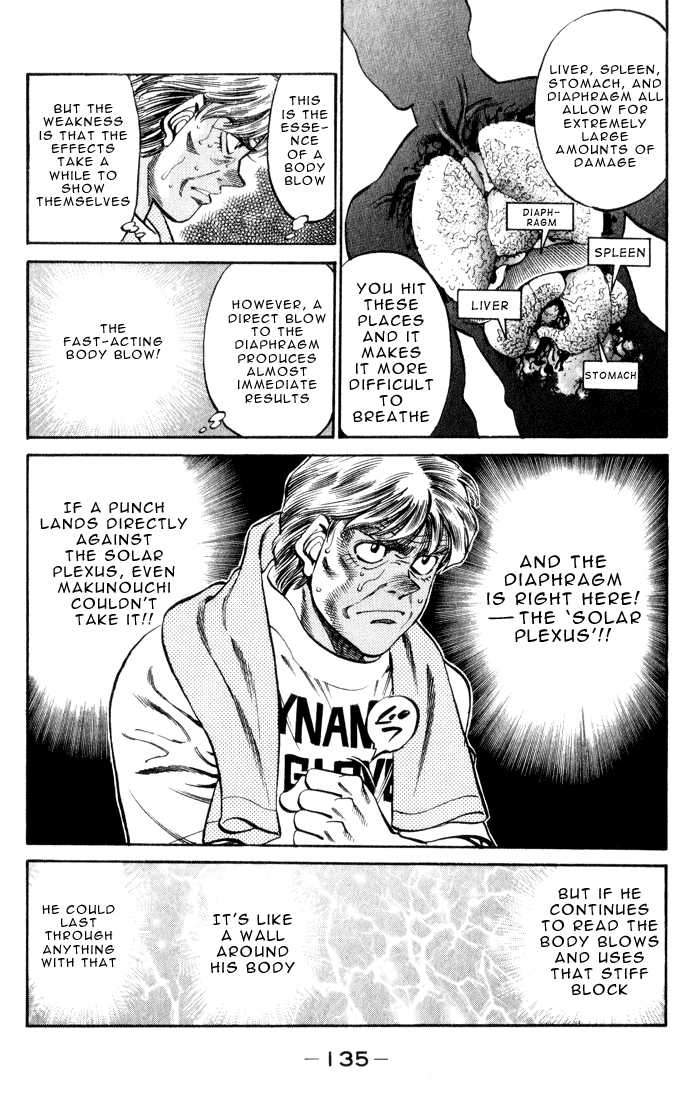 LIVER, SPLEEN,
STOMACH, AND
DIAPHRAGM ALL
ALLOW FOR
EXTREMELY
LARGE
AMOUNTS OF
DAMAGE
DIAPH-
RAGM
SPLEEN
LIVER
STOMACH
YOU HIT
THESE
PLACES
AND IT
MAKES
IT MORE
DIFFICULT
TO
BREATHE
THIS IS
THE
ESSE-
NCE
OF A
BODY
BLOW
BUT THE
WEAKNESS
IS THAT THE
EFFECTS
TAKE A
WHILE TO
SHOW
THEMSELVES
HOWEVER, A
DIRECT BLOW
TO THE
DIAPHRAGM
PRODUCES
ALMOST
IMMEDIATE
RESULTS
THE
FAST-ACTING
BODY BLOW!
AND THE
DIAPHRAGM
IS RIGHT HERE!
— THE ‘SOLAR
PLEXUS’!!
IF A PUNCH
LANDS DIRECTLY
AGAINST
THE SOLAR
PLEXUS, EVEN
MAKUNOUCHI
COULDN'T
TAKE IT!!
YNAM
GLOVE
BUT IF HE
CONTINUES
TO READ THE
BODY BLOWS
AND USES
THAT STIFF
BLOCK
IT'S LIKE
A WALL
AROUND
HIS BODY
HE COULD
LAST
THROUGH
ANYTHING
WITH THAT
— 135 —